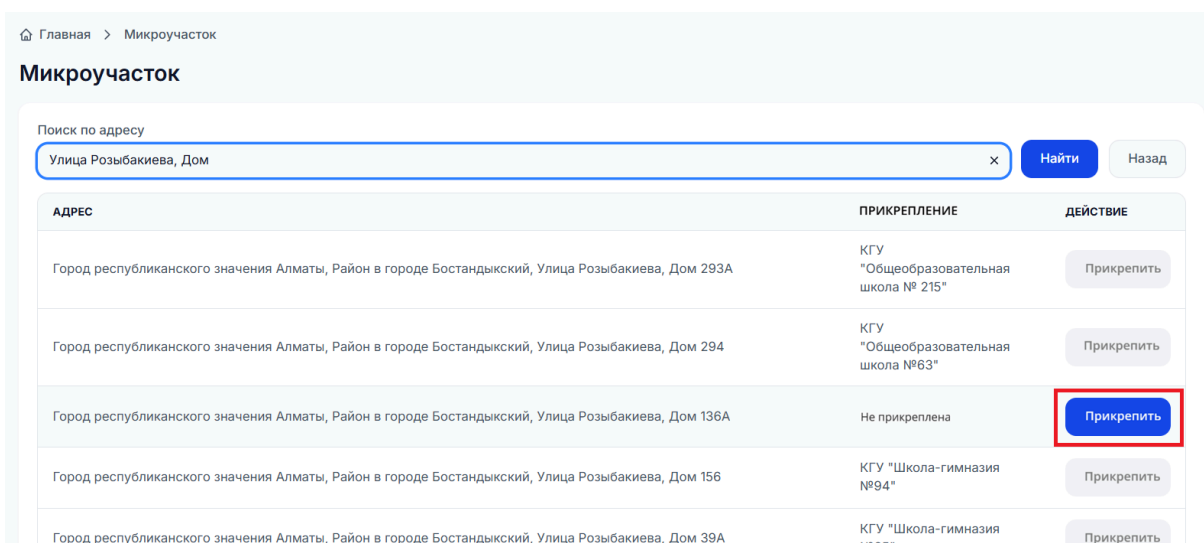 Главная > Микроучасток
Микроучасток
Поиск по адресу
Улица Розыбакиева, Дом
Найти
Назад
АДРЕС ПРИКРЕПЛЕНИЕ ДЕЙСТВИЕ
КГУ
"Общеобразовательная
школа № 215"
Город республиканского значения Алматы, Район в городе Бостандыкский, Улица Розыбакиева, Дом 293А
Прикрепить
КГУ
"Общеобразовательная
школа №63"
Город республиканского значения Алматы, Район в городе Бостандыкский, Улица Розыбакиева, Дом 294
Прикрепить
Город республиканского значения Алматы, Район в городе Бостандыкский, Улица Розыбакиева, Дом 136А
Не прикреплена
Прикрепить
Город республиканского значения Алматы, Район в городе Бостандыкский, Улица Розыбакиева, Дом 156
КГУ "Школа-гимназия
№94"
Прикрепить
Город республиканского значения Алматы, Район в городе Бостандыкский, Улица Розыбакиева, Дом 39А
КГУ "Школа-гимназия
Прикрепить